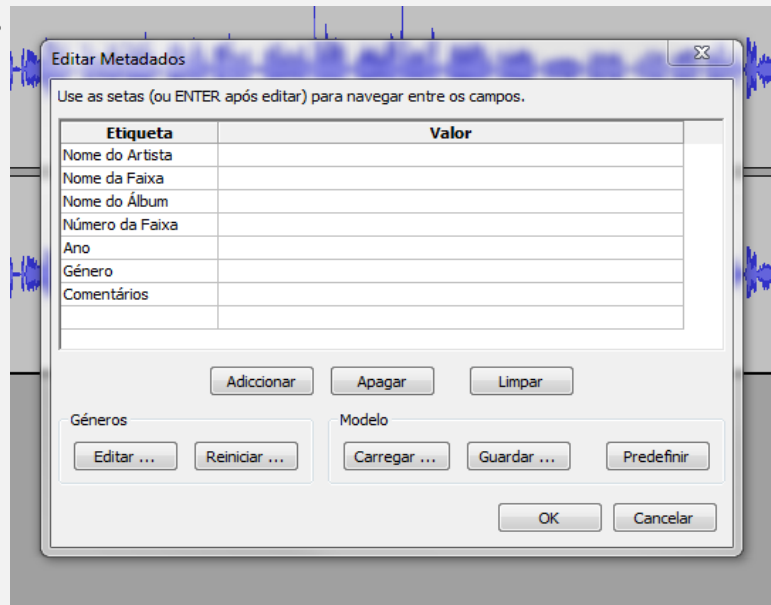 Editar Metadados
Use as setas (ou ENTER após editar) para navegar entre os campos.
Etiqueta Valor
Nome do Artista
Nome da Faixa
Nome do Álbum
Número da Faixa
Ano
Género
Comentários
Adiccionar Apagar Limpar
Géneros Modelo
Editar ... Reiniciar ... Carregar ... Guardar ... Predefinir
OK Cancelar